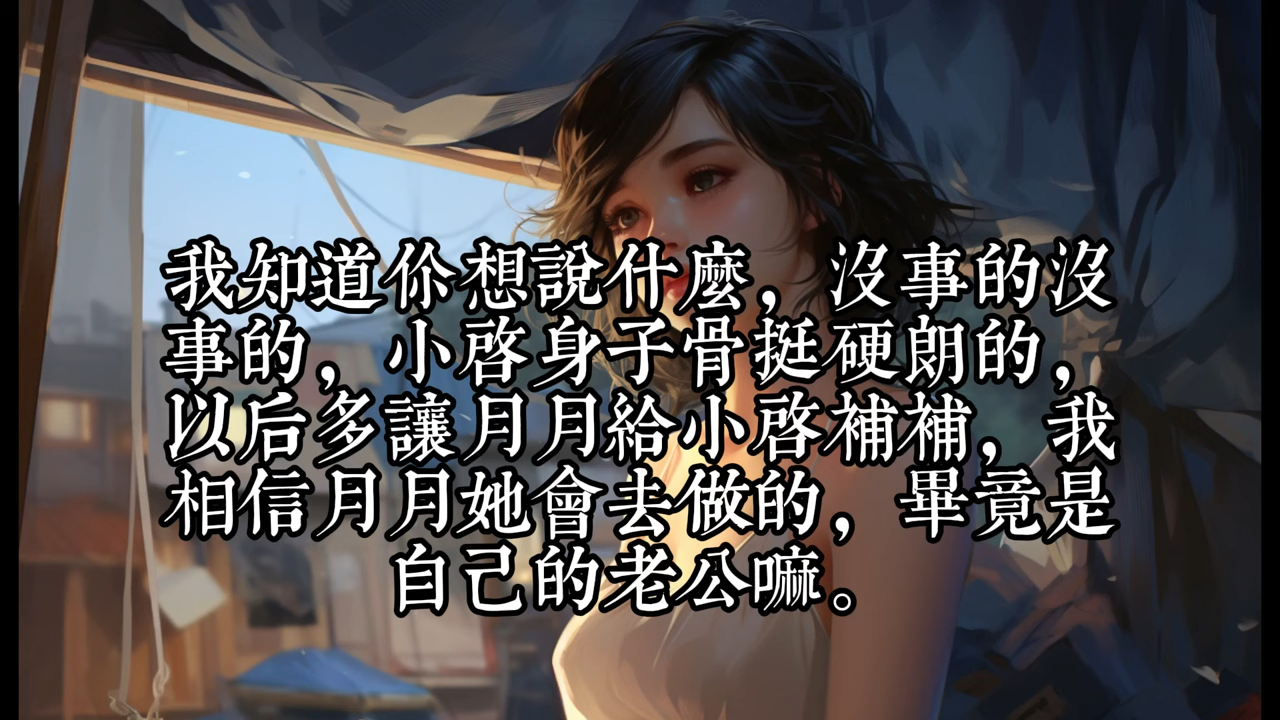 我知道你想說什麼，沒事的沒
事的，小啓身子骨挺硬朗的，
以后多讓月月給小啓補補，我
相信月月她會去做的，畢竟是
自己的老公嘛。